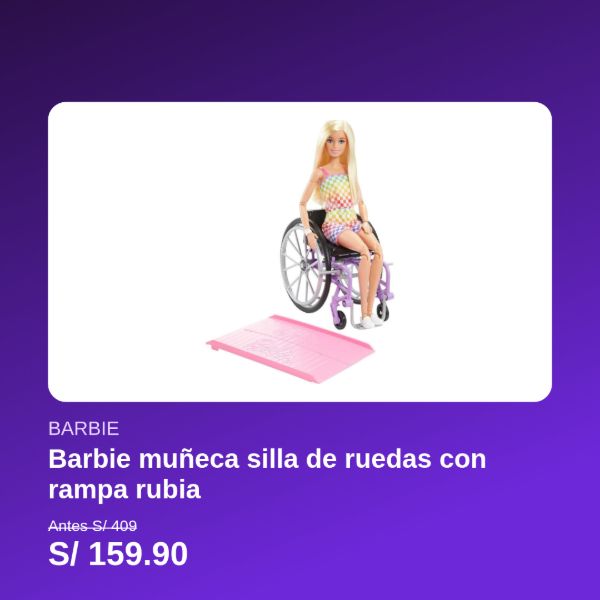 BARBIE
Barbie muñeca silla de ruedas con
rampa rubia
Antes S/ 409
S/ 159.90